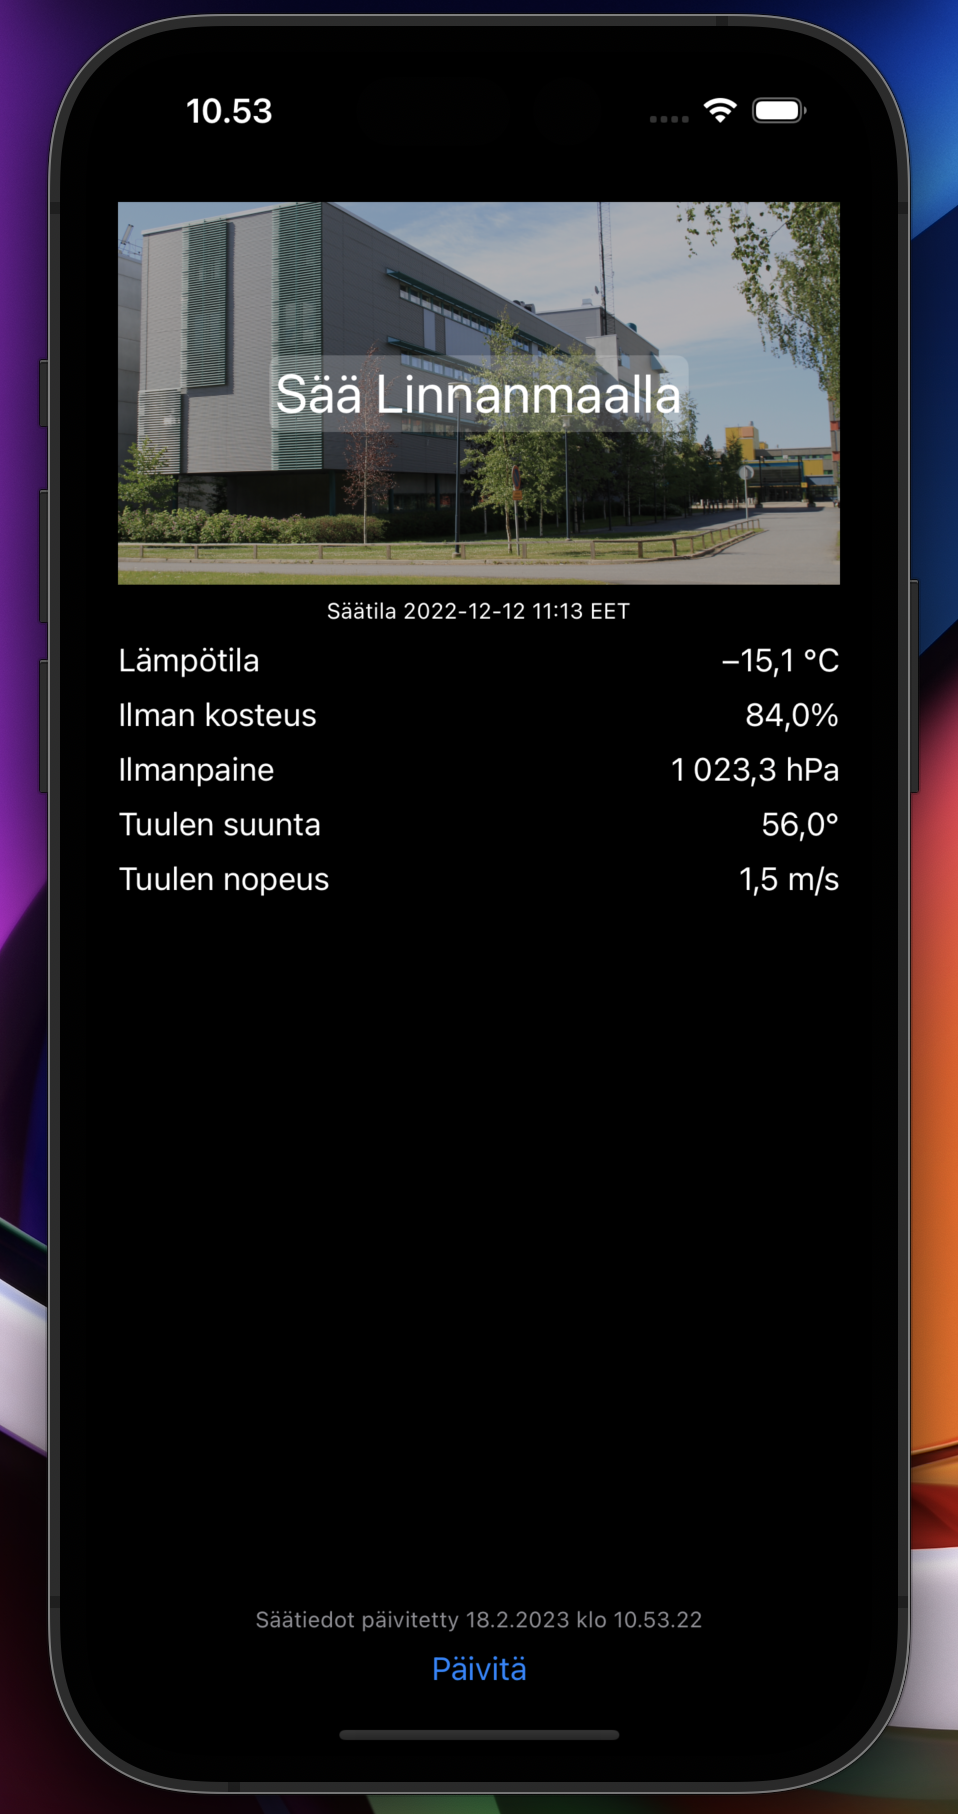 10.53
Sää Linnanmaalla
Säätila 2022-12-12 11:13 EET
Lämpötila –15,1 °C
Ilman kosteus 84,0%
Ilmanpaine 1 023,3 hPa
Tuulen suunta 56,0°
Tuulen nopeus 1,5 m/s
Säätiedot päivitetty 18.2.2023 klo 10.53.22
Päivitä